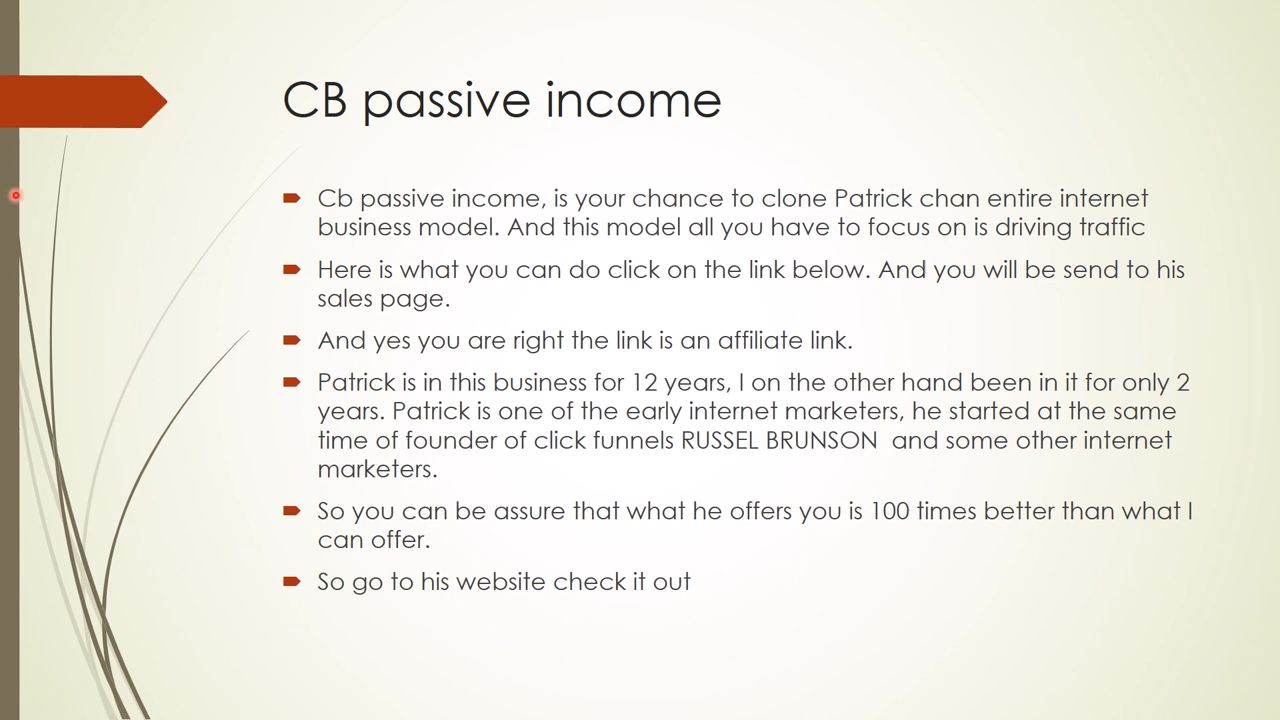 CB passive income
Cb passive income, is your chance to clone Patrick chan entire internet
business model. And this model all you have to focus on is driving traffic
Here is what you can do click on the link below. And you will be send to his
sales page.
And yes you are right the link is an affiliate link.
Patrick is in this business for 12 years, I on the other hand been in it for only 2
years. Patrick is one of the early internet marketers, he started at the same
time of founder of click funnels RUSSEL BRUNSON  and some other internet
marketers.
So you can be assure that what he offers you is 100 times better than what I
can offer.
So go to his website check it out